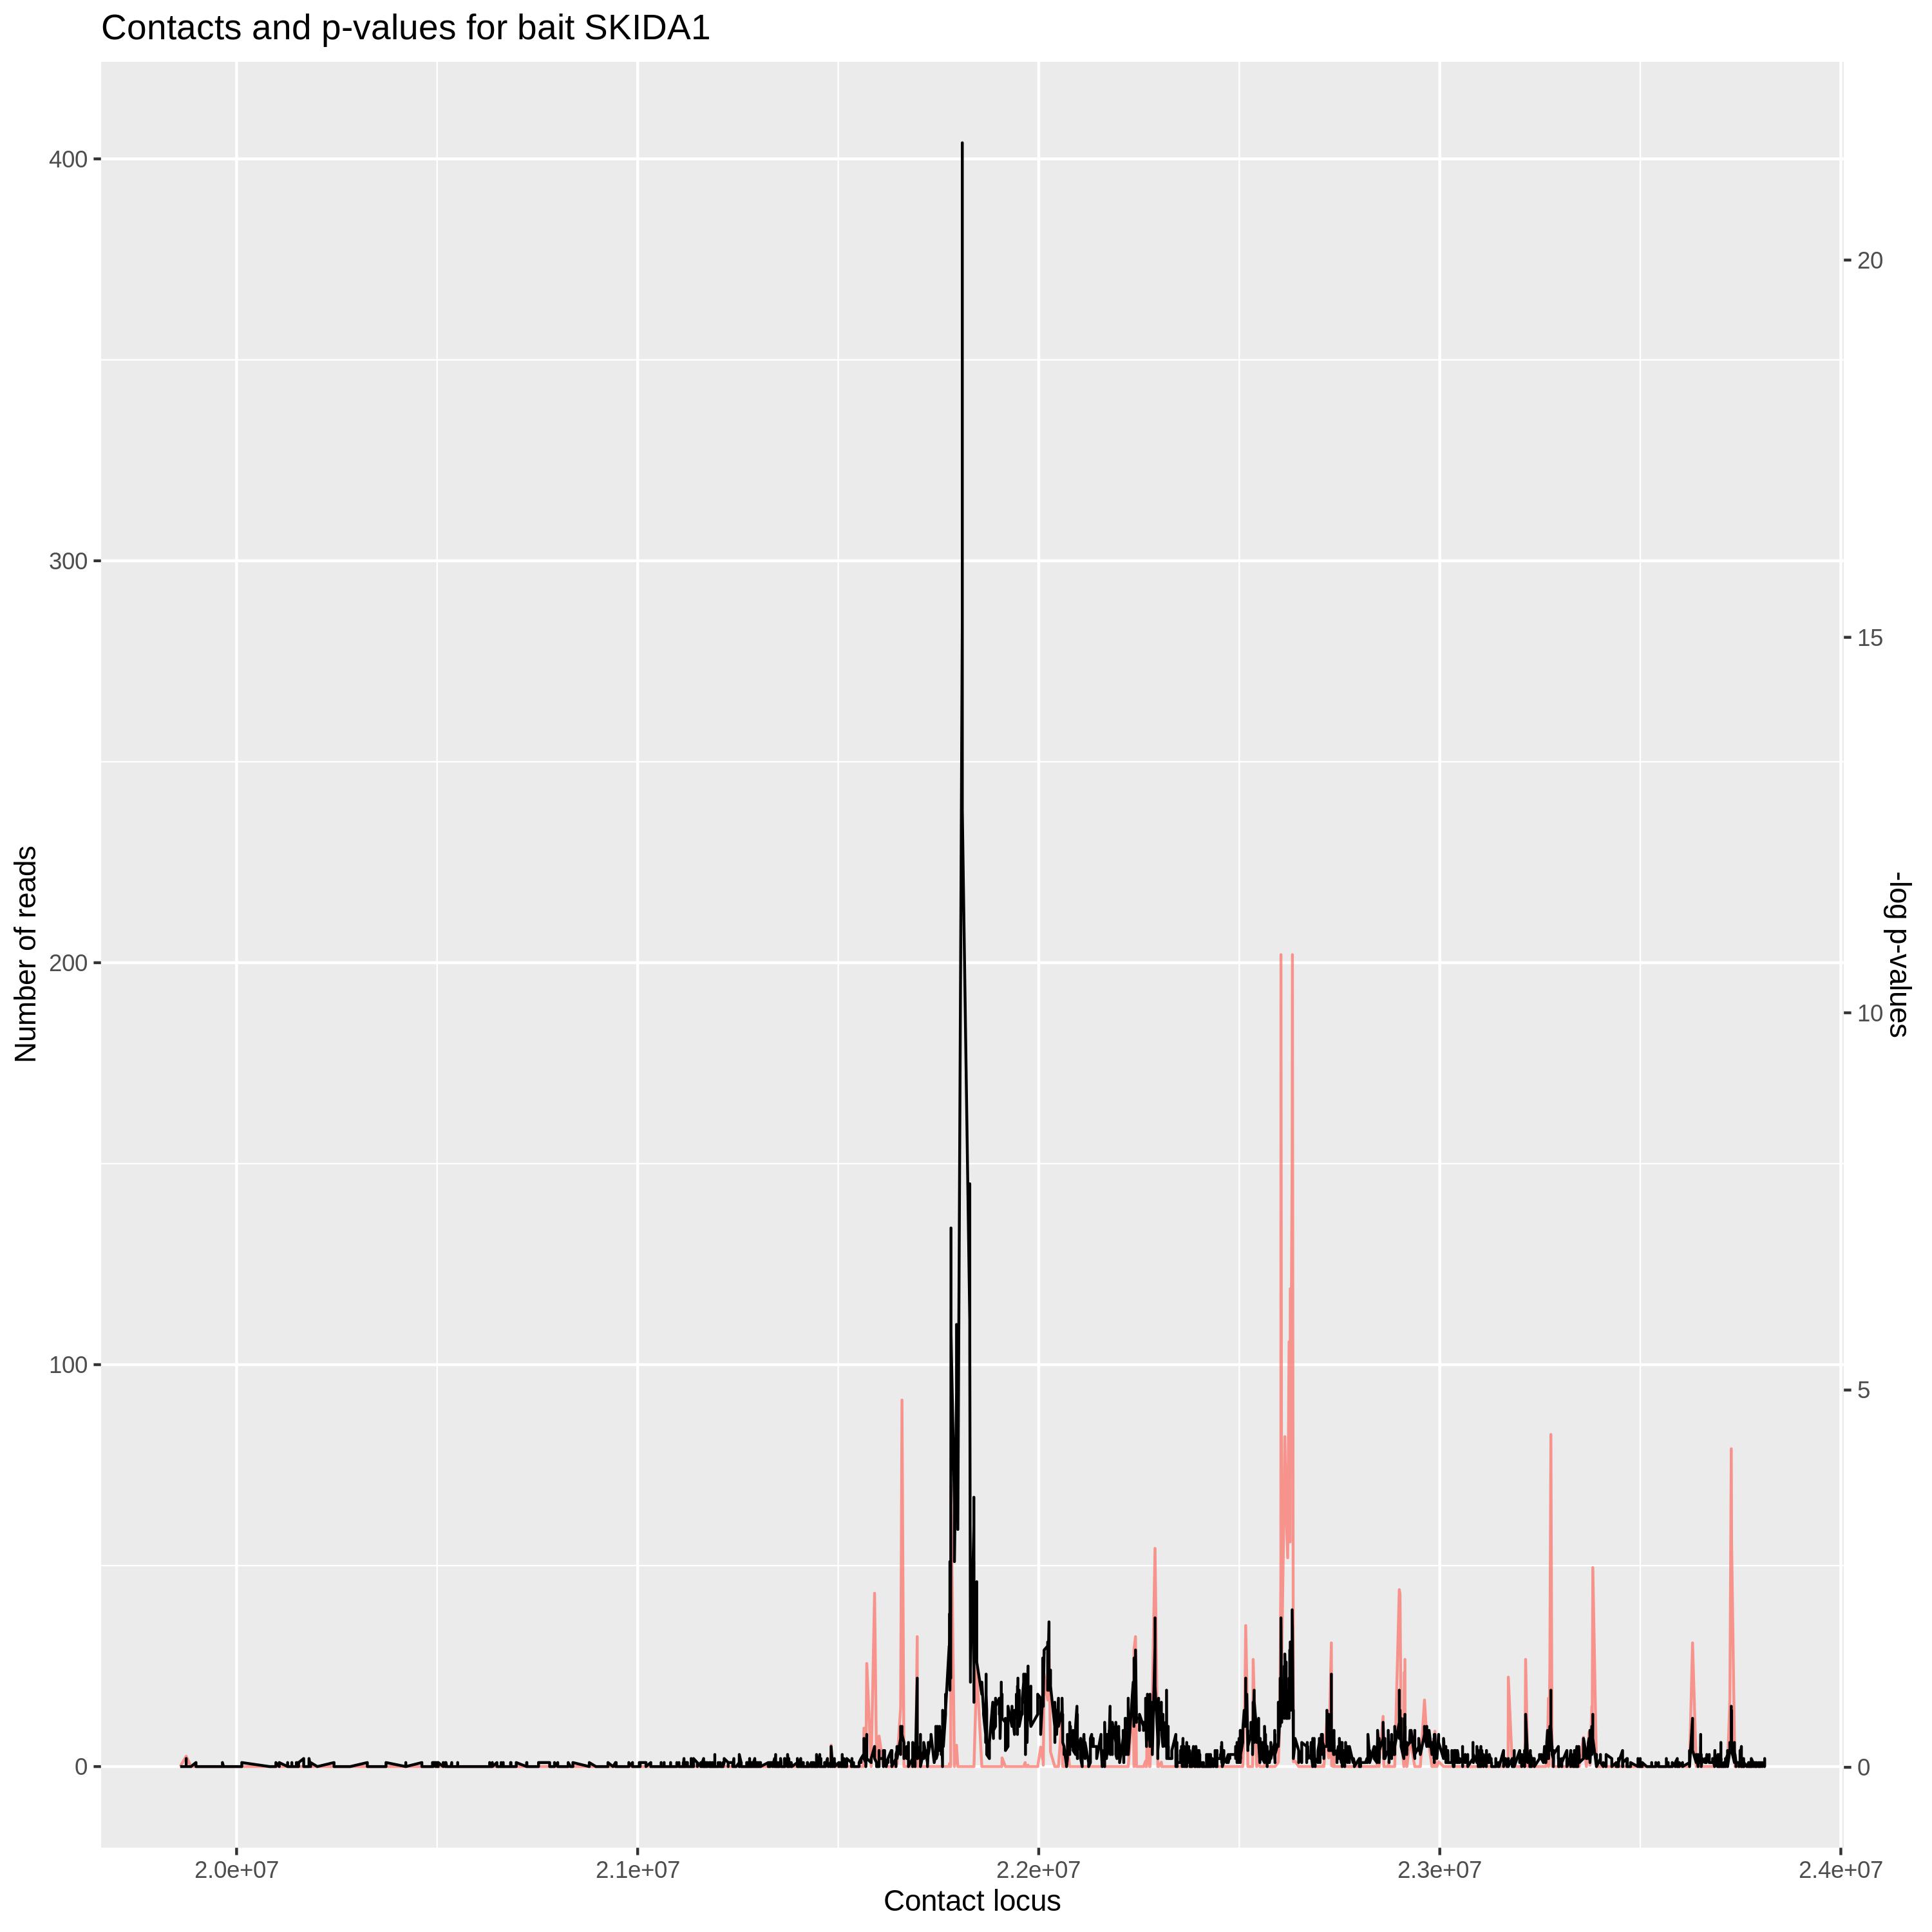 Contacts and p-values for bait SKIDA1
400
300
200
100
0
Number of reads
20
15
10
5
0
-log p-values
2.0e+07 2.1e+07 2.2e+07 2.3e+07 2.4e+07
Contact locus